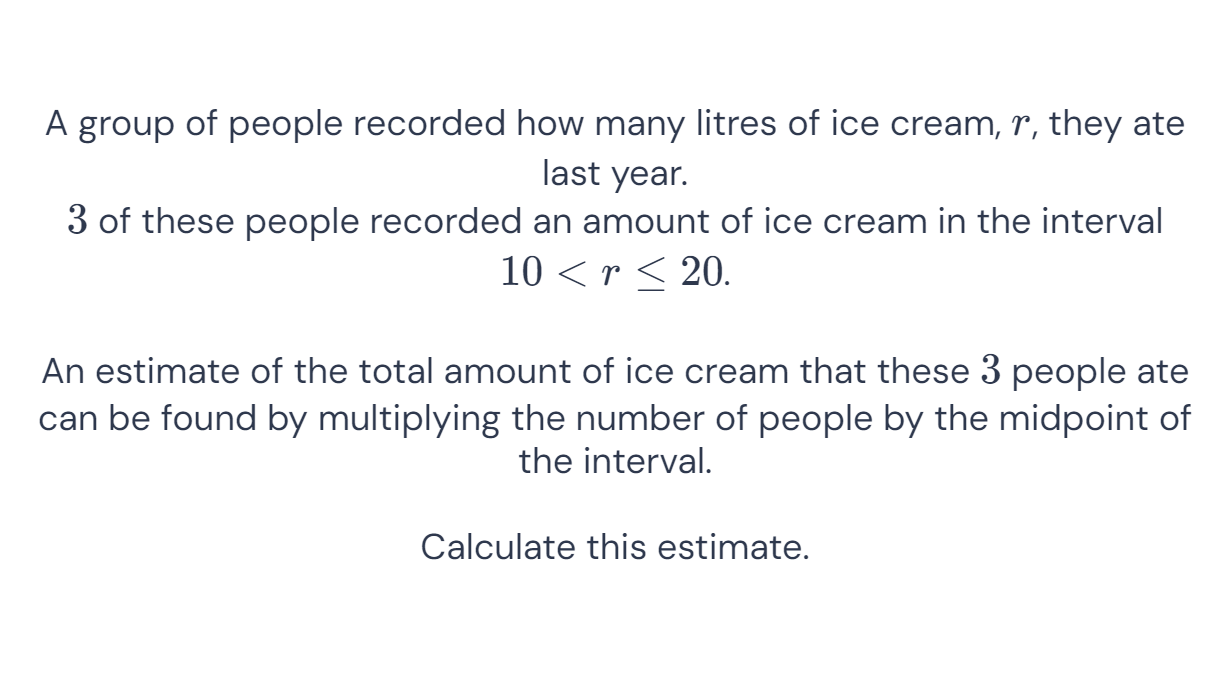 A group of people recorded how many litres of ice cream, r, they ate
last year.
3 of these people recorded an amount of ice cream in the interval
10 < r ≤ 20.
An estimate of the total amount of ice cream that these 3 people ate
can be found by multiplying the number of people by the midpoint of
the interval.
Calculate this estimate.